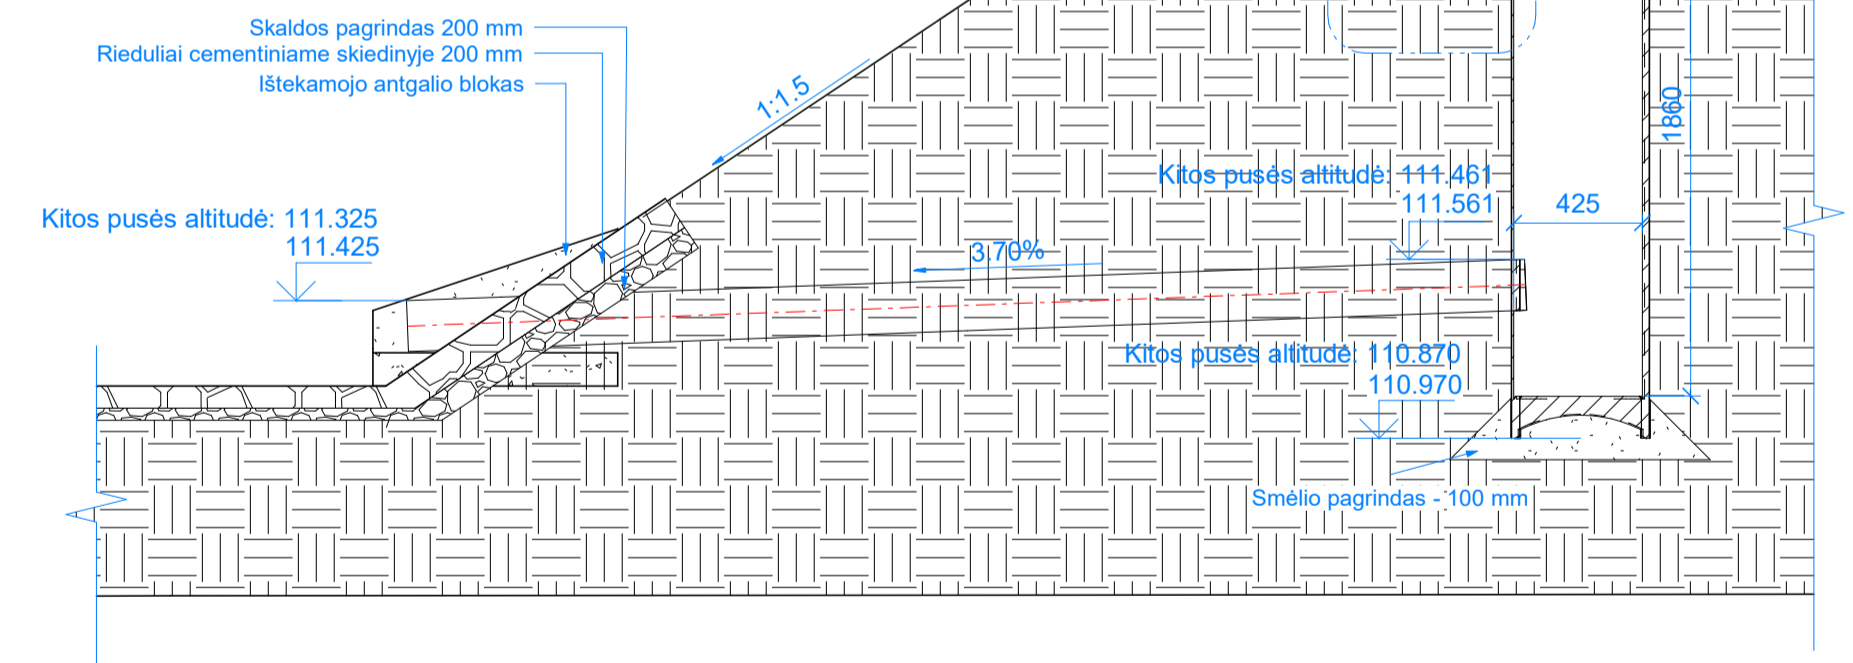 Skaldos pagrindas 200 mm
Rieduliai cementiniame skiedinyje 200 mm
Ištekamojo antgalio blokas
1:1.5
1860
Kitos pusės altitudė: 111.461
111.561
425
Kitos pusės altitudė: 111.325
111.425
3.70%
Kitos pusės altitudė: 110.870
110.970
Smėlio pagrindas - 100 mm